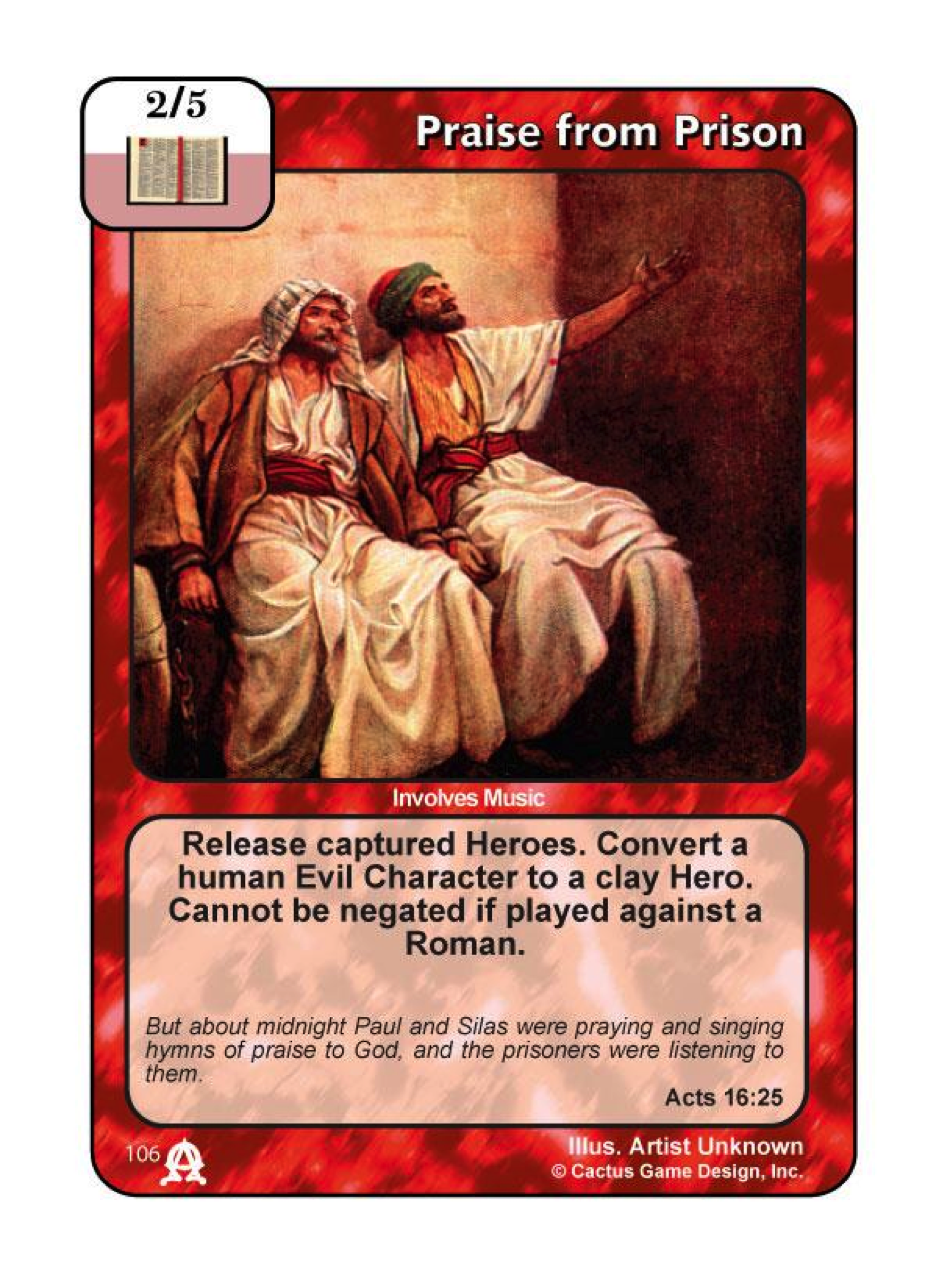 2/5
Praise from Prison
Involves Music
Release captured Heroes. Convert a
human Evil Character to a clay Hero.
Cannot be negated if played against a
Roman.
But about midnight Paul and Silas were praying and singing
hymns of praise to God, and the prisoners were listening to
them.
Acts 16:25
106
Illus. Artist Unknown
© Cactus Game Design, Inc.